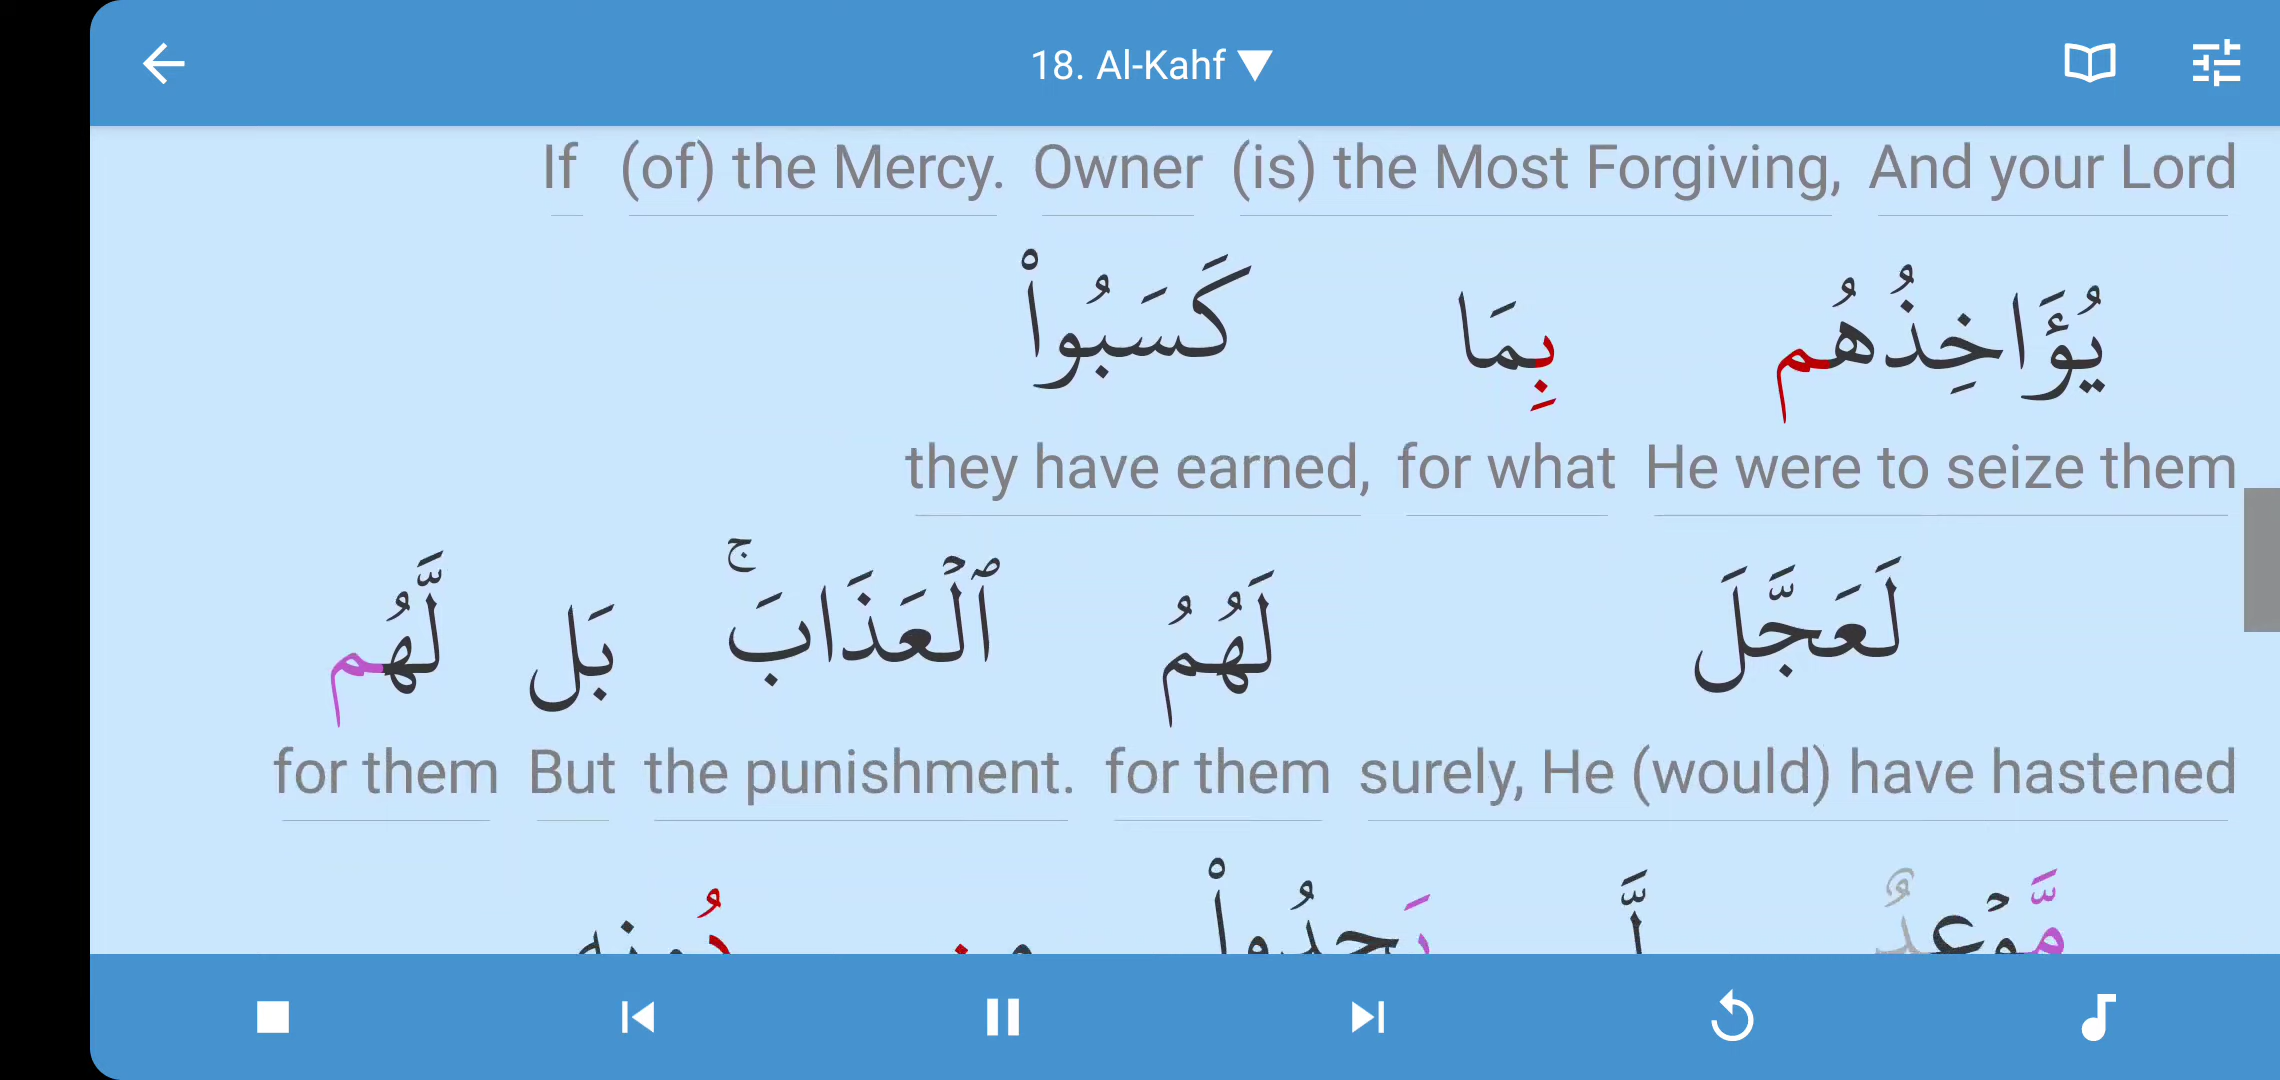 18. Al-Kahf
If (of) the Mercy. Owner (is) the Most Forgiving, And your Lord
يُؤَاخِذُهُم بِمَا كَسَبُوا۟
they have earned, for what He were to seize them
لَعَجَّلَ لَهُمُ ٱلْعَذَابَ ۚ بَل لَّهُم
for them But the punishment. for them surely, He (would) have hastened